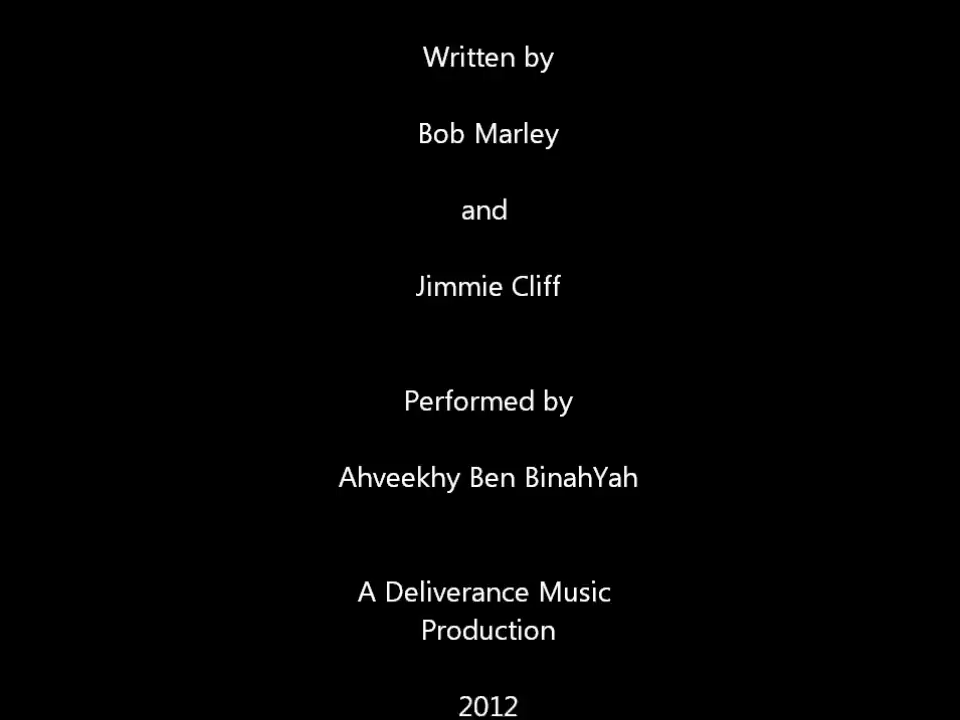 Written by
Bob Marley
and
Jimmie Cliff
Performed by
Ahveekhy Ben BinahYah
A Deliverance Music
Production
2012